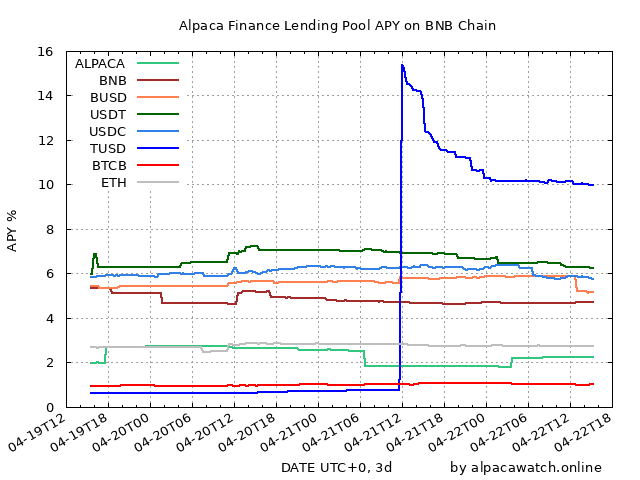 Alpaca Finance Lending Pool APY on BNB Chain
APY %
16
14
12
10
8
6
4
2
0
ALPACA
BNB
BUSD
USDT
USDC
TUSD
BTCB
ETH
04-19T12
04-19T18
04-20T00
04-20T06
04-20T12
04-20T18
04-21T00
04-21T06
04-21T12
04-21T18
04-22T00
04-22T06
04-22T12
04-22T18
DATE UTC+0, 3d
by alpacawatch.online